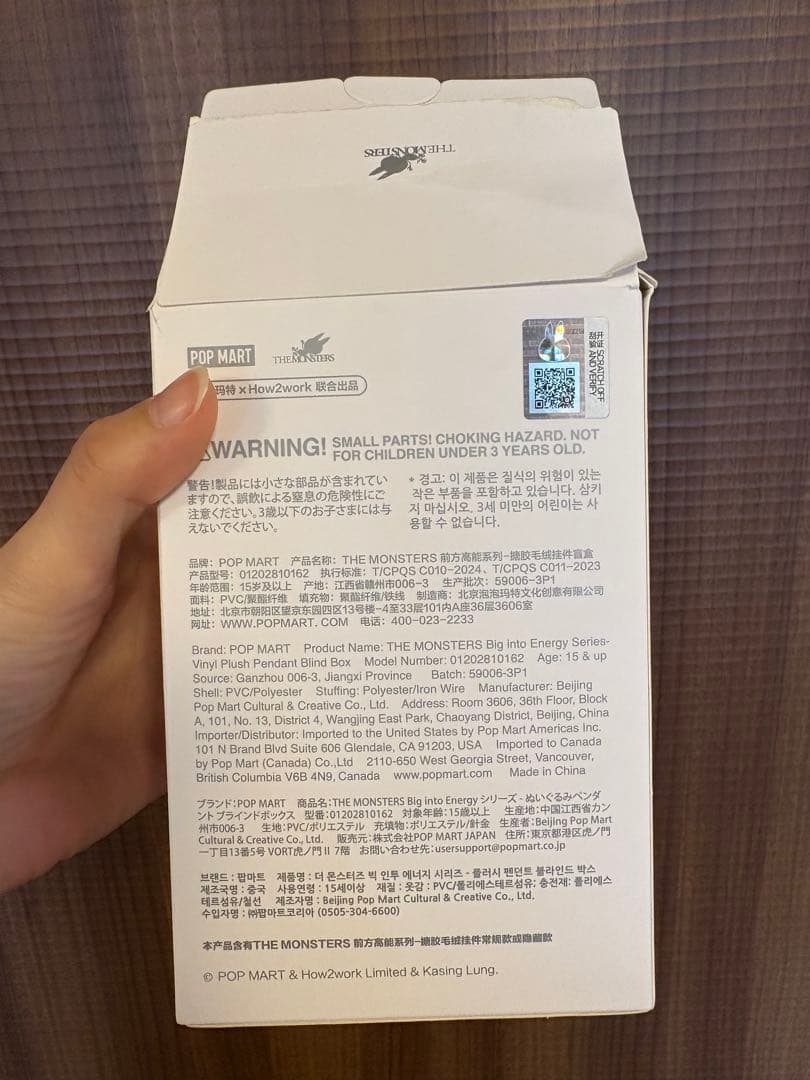 THE MONSTERS
POP MART
THE MONSTERS
玛特×How2work 联合出品
刮开验证 SCRATCH OFF AND VERIFY
WARNING! SMALL PARTS! CHOKING HAZARD. NOT
FOR CHILDREN UNDER 3 YEARS OLD.
警告!製品には小さな部品が含まれてい
ますので、誤飲による窒息の危険性にご
注意ください。3歳以下のお子さまには与
えないでください。
* 경고: 이 제품은 질식의 위험이 있는
작은 부품을 포함하고 있습니다. 삼키
지 마십시오. 3세 미만의 어린이는 사
용할 수 없습니다.
品牌：POP MART 产品名称：THE MONSTERS 前方高能系列-搪胶毛绒挂件盲盒
产品型号：01202810162 执行标准：T/CPQS C010-2024、T/CPQS C011-2023
年龄范围：15岁及以上 产地：江西省赣州市006-3 生产批次：59006-3P1
面料：PVC/聚酯纤维 填充物：聚酯纤维/铁线 制造商：北京泡泡玛特文化创意有限公司
地址：北京市朝阳区望京东园四区13号楼-4至33层101内A座36层3606室
网址：WWW.POPMART. COM 电话：400-023-2233
Brand: POP MART Product Name: THE MONSTERS Big into Energy Series-
Vinyl Plush Pendant Blind Box Model Number: 01202810162 Age: 15 & up
Source: Ganzhou 006-3, Jiangxi Province Batch: 59006-3P1
Shell: PVC/Polyester Stuffing: Polyester/Iron Wire Manufacturer: Beijing
Pop Mart Cultural & Creative Co., Ltd. Address: Room 3606, 36th Floor, Block
A, 101, No. 13, District 4, Wangjing East Park, Chaoyang District, Beijing, China
Importer/Distributor: Imported to the United States by Pop Mart Americas Inc.
101 N Brand Blvd Suite 606 Glendale, CA 91203, USA Imported to Canada
by Pop Mart (Canada) Co.,Ltd 2110-650 West Georgia Street, Vancouver,
British Columbia V6B 4N9, Canada www.popmart.com Made in China
ブランド：POP MART 商品名：THE MONSTERS Big into Energy シリーズ - ぬいぐるみペンダ
ント ブラインドボックス 型番：01202810162 対象年齢：15歳以上 生産地：中国江西省カン
州市006-3 生地：PVC/ポリエステル 充填物：ポリエステル/針金 生産者：Beijing Pop Mart
Cultural & Creative Co., Ltd. 販売元：株式会社POP MART JAPAN 住所：東京都港区虎ノ門
一丁目13番5号 VORT虎ノ門Ⅱ 7階 お問い合わせ先：usersupport@popmart.co.jp
브랜드 : 팝마트 제품명 : 더 몬스터즈 빅 인투 에너지 시리즈 - 플러시 펜던트 블라인드 박스
제조국명 : 중국 사용연령 : 15세이상 재질 : 옷감 : PVC/폴리에스테르섬유; 충전재: 폴리에스
테르섬유/철선 제조자명 : Beijing Pop Mart Cultural & Creative Co., Ltd.
수입자명 : ㈜팝마트코리아 (0505-304-6600)
本产品含有THE MONSTERS 前方高能系列-搪胶毛绒挂件常规款或隐藏款
© POP MART & How2work Limited & Kasing Lung.